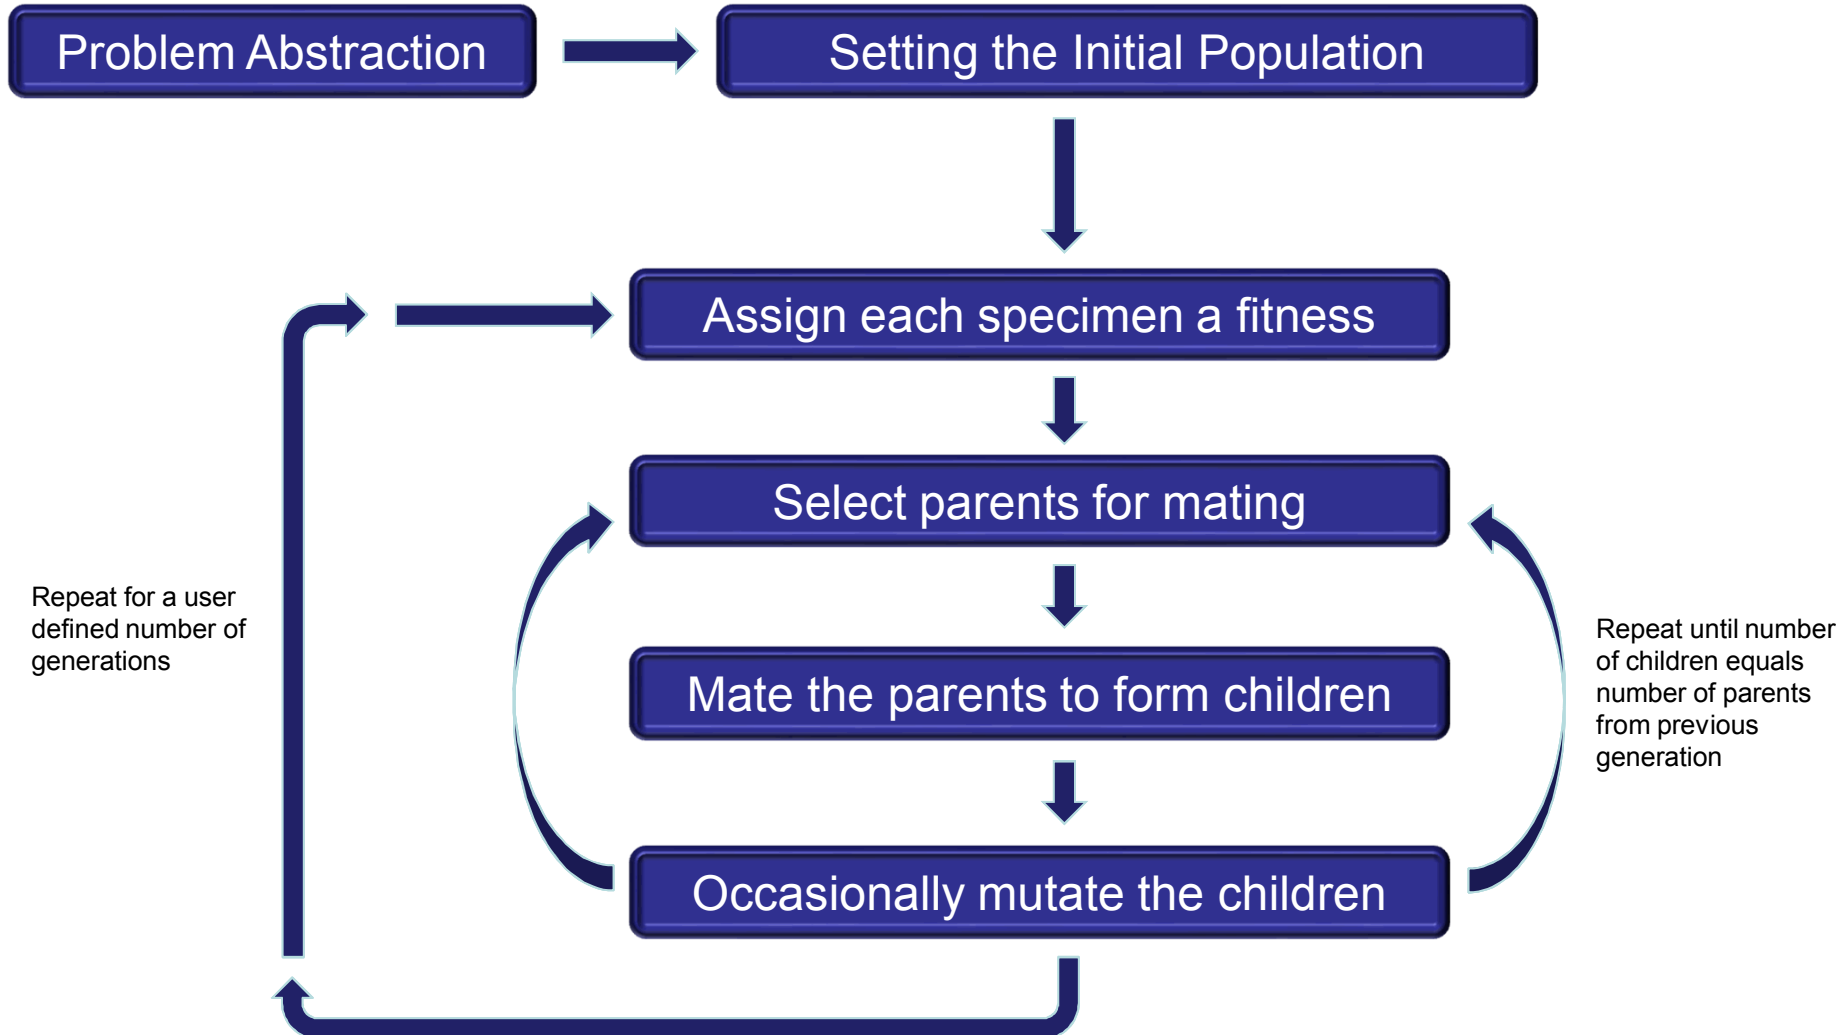 Problem Abstraction
Setting the Initial Population
Assign each specimen a fitness
Select parents for mating
Repeat for a user
defined number of
generations
Repeat until number
of children equals
number of parents
from previous
generation
Mate the parents to form children
Occasionally mutate the children